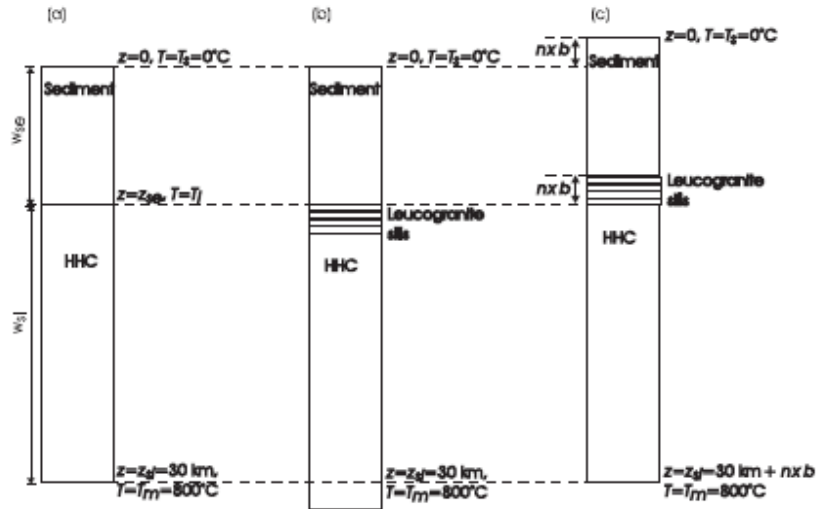 (a)
z=0, T=Ts=0°C
Sediment
wse
z=zse, T=Ti
HHC
wsl
z=zsl=30 km,
T=Tm=800°C
(b)
z=0, T=Ts=0°C
Sediment
Leucogranite
sills
HHC
z=zsl=30 km,
T=Tm=800°C
(c)
n x b
z=0, T=Ts=0°C
Sediment
n x b
Leucogranite
sills
HHC
z=zsl=30 km + n x b
T=Tm=800°C